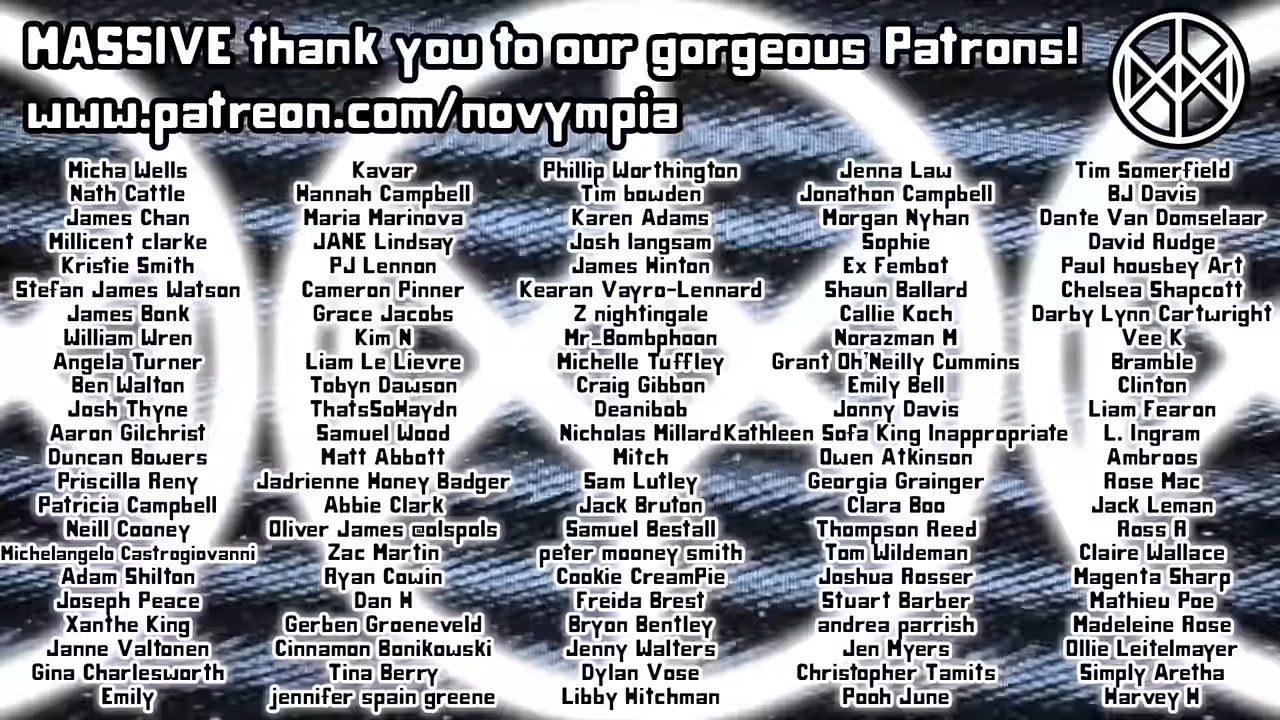 MASSIVE thank you to our gorgeous Patrons!
www.patreon.com/novympia
Micha Wells
Nath Cattle
James Chan
Millicent clarke
Kristie Smith
Stefan James Watson
James Bonk
William Wren
Angela Turner
Ben Walton
Josh Thyne
Aaron Gilchrist
Duncan Bowers
Priscilla Reny
Patricia Campbell
Neill Cooney
Michelangelo Castrogiovanni
Adam Shilton
Joseph Peace
Xanthe King
Janne Valtonen
Gina Charlesworth
Emily
Kavar
Hannah Campbell
Maria Marinova
JANE Lindsay
PJ Lennon
Cameron Pinner
Grace Jacobs
Kim N
Liam Le Lievre
Tobyn Dawson
ThatsSoHaydn
Samuel Wood
Matt Abbott
Jadrienne Honey Badger
Abbie Clark
Oliver James @olspols
Zac Martin
Ryan Cowin
Dan H
Gerben Groeneveld
Cinnamon Bonikowski
Tina Berry
jennifer spain greene
Phillip Worthington
Tim bowden
Karen Adams
Josh langsam
James Hinton
Kearan Vayro-Lennard
Z nightingale
Mr_Bombphoon
Michelle Tuffley
Craig Gibbon
Deanibob
Nicholas Millard
Mitch
Sam Lutley
Jack Bruton
Samuel Bestall
peter mooney smith
Cookie CreamPie
Freida Brest
Bryon Bentley
Jenny Walters
Dylan Vose
Libby Hitchman
Jenna Law
Jonathon Campbell
Morgan Nyhan
Sophie
Ex Fembot
Shaun Ballard
Callie Koch
Norazman M
Grant Oh'Neilly Cummins
Emily Bell
Jonny Davis
Kathleen Sofa King Inappropriate
Owen Atkinson
Georgia Grainger
Clara Boo
Thompson Reed
Tom Wildeman
Joshua Rosser
Stuart Barber
andrea parrish
Jen Myers
Christopher Tamits
Pooh June
Tim Somerfield
BJ Davis
Dante Van Domselaar
David Rudge
Paul housbey Art
Chelsea Shapcott
Darby Lynn Cartwright
Vee K
Bramble
Clinton
Liam Fearon
L. Ingram
Ambroos
Rose Mac
Jack Leman
Ross A
Claire Wallace
Magenta Sharp
Mathieu Poe
Madeleine Rose
Ollie Leitelmayer
Simply Aretha
Harvey H